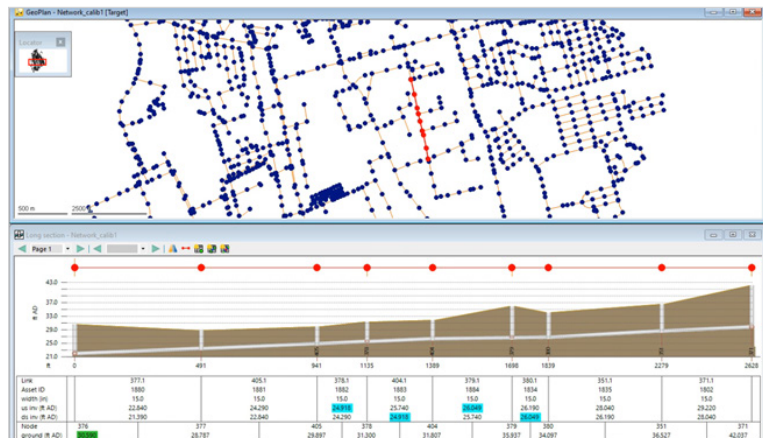 GeoPlan - Network_calib1 [Target]
Locator
500 m 2500
Long section - Network_calib1
Page 1
43.0
37.0
33.0
29.0
25.0
21.0
ft AD
ft 0 491 941 1135 1389 1698 1839 2279 2628
Link 377.1 405.1 378.1 404.1 379.1 380.1 351.1 371.1
Asset ID 1880 1881 1882 1883 1884 1834 1835 1802
width (in) 15.0 15.0 15.0 15.0 15.0 15.0 15.0 15.0
us inv (ft AD) 22.840 24.290 24.918 25.740 26.049 26.190 28.040 29.220
ds inv (ft AD) 21.390 22.840 24.290 24.918 25.740 26.049 26.190 28.040
Node 376 377 405 378 404 379 380 351 371
ground (ft AD) 28.787 29.897 31.300 31.807 35.937 34.097 36.527 42.037